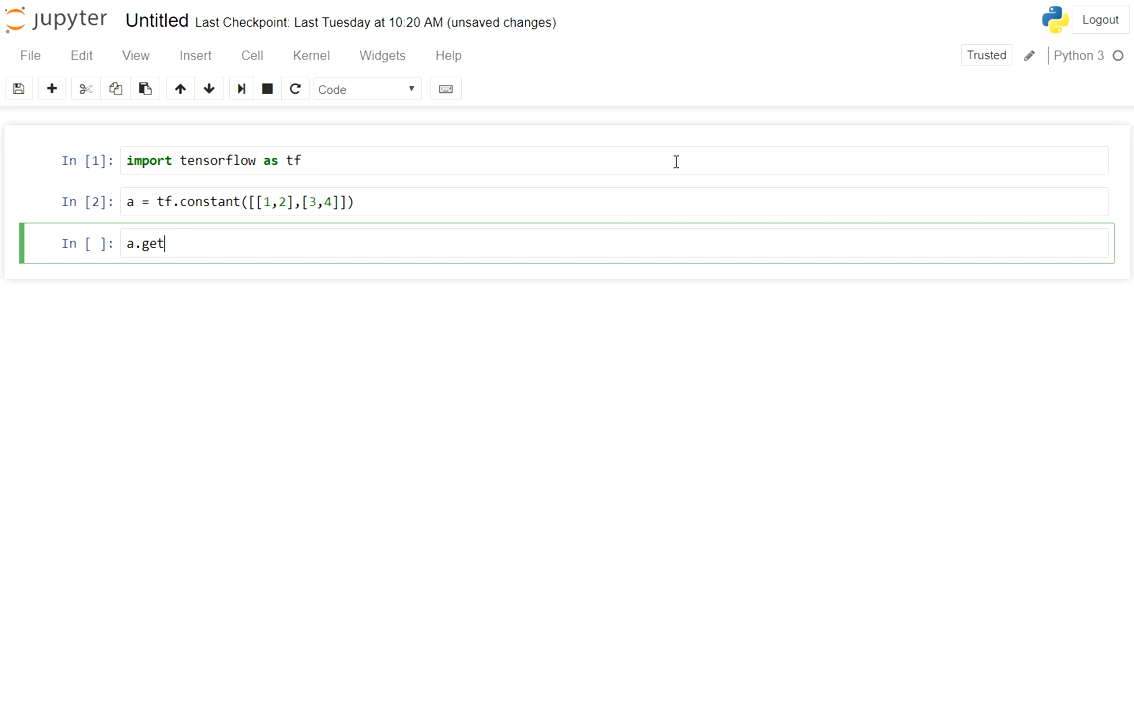 jupyter Untitled Last Checkpoint: Last Tuesday at 10:20 AM (unsaved changes) Logout
File Edit View Insert Cell Kernel Widgets Help Trusted Python 3
Code
In [1]: import tensorflow as tf
In [2]: a = tf.constant([[1,2],[3,4]])
In [ ]: a.get